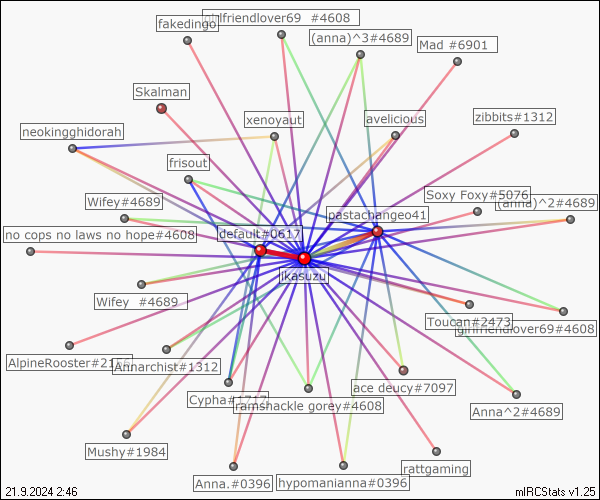 fakedingo
girlfriendlover69 #4608
(anna)^3#4689
Mad #6901
Skalman
xenoyaut
avelicious
zibbits#1312
neokingghidorah
frisout
Wifey#4689
Soxy Foxy#5076
(anna)^2#4689
pastachangeo41
no cops no laws no hope#4608
default#0617
jkasuzu
Wifey #4689
Toucan#2473
girlfriendlover69#4608
AlpineRooster#2155
Annarchist#1312
ace deucy#7097
Cypha#1717
ramshackle gorey#4608
Anna^2#4689
Mushy#1984
Anna.#0396
hypomanianna#0396
rattgaming
21.9.2024 2:46
mIRCStats v1.25